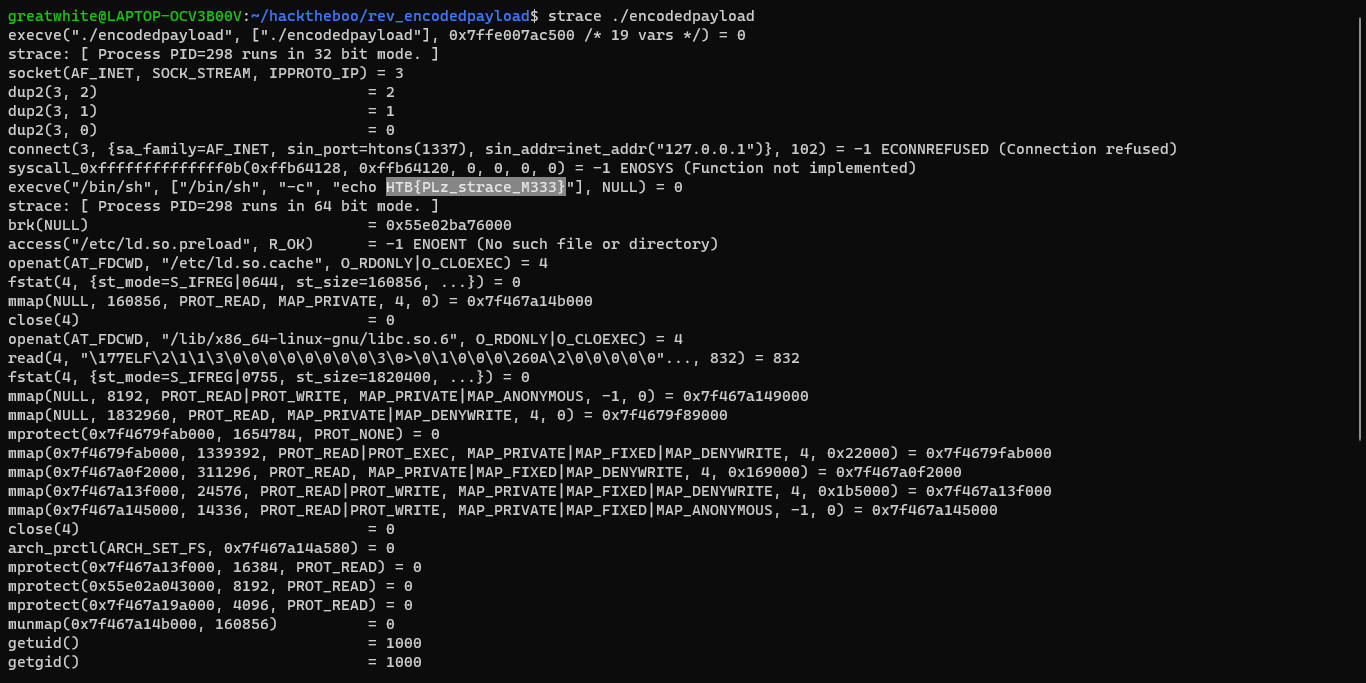 greatwhite@LAPTOP-OCV3B00V:~/hacktheboo/rev_encodedpayload$ strace ./encodedpayload
execve("./encodedpayload", ["./encodedpayload"], 0x7ffe007ac500 /* 19 vars */) = 0
strace: [ Process PID=298 runs in 32 bit mode. ]
socket(AF_INET, SOCK_STREAM, IPPROTO_IP) = 3
dup2(3, 2)                              = 2
dup2(3, 1)                              = 1
dup2(3, 0)                              = 0
connect(3, {sa_family=AF_INET, sin_port=htons(1337), sin_addr=inet_addr("127.0.0.1")}, 102) = -1 ECONNREFUSED (Connection refused)
syscall_0xffffffffffffff0b(0xffb64128, 0xffb64120, 0, 0, 0, 0) = -1 ENOSYS (Function not implemented)
execve("/bin/sh", ["/bin/sh", "-c", "echo HTB{PLz_strace_M333}"], NULL) = 0
strace: [ Process PID=298 runs in 64 bit mode. ]
brk(NULL)                               = 0x55e02ba76000
access("/etc/ld.so.preload", R_OK)      = -1 ENOENT (No such file or directory)
openat(AT_FDCWD, "/etc/ld.so.cache", O_RDONLY|O_CLOEXEC) = 4
fstat(4, {st_mode=S_IFREG|0644, st_size=160856, ...}) = 0
mmap(NULL, 160856, PROT_READ, MAP_PRIVATE, 4, 0) = 0x7f467a14b000
close(4)                                = 0
openat(AT_FDCWD, "/lib/x86_64-linux-gnu/libc.so.6", O_RDONLY|O_CLOEXEC) = 4
read(4, "\177ELF\2\1\1\3\0\0\0\0\0\0\0\0\3\0>\0\1\0\0\0\260A\2\0\0\0\0\0"..., 832) = 832
fstat(4, {st_mode=S_IFREG|0755, st_size=1820400, ...}) = 0
mmap(NULL, 8192, PROT_READ|PROT_WRITE, MAP_PRIVATE|MAP_ANONYMOUS, -1, 0) = 0x7f467a149000
mmap(NULL, 1832960, PROT_READ, MAP_PRIVATE|MAP_DENYWRITE, 4, 0) = 0x7f4679f89000
mprotect(0x7f4679fab000, 1654784, PROT_NONE) = 0
mmap(0x7f4679fab000, 1339392, PROT_READ|PROT_EXEC, MAP_PRIVATE|MAP_FIXED|MAP_DENYWRITE, 4, 0x22000) = 0x7f4679fab000
mmap(0x7f467a0f2000, 311296, PROT_READ, MAP_PRIVATE|MAP_FIXED|MAP_DENYWRITE, 4, 0x169000) = 0x7f467a0f2000
mmap(0x7f467a13f000, 24576, PROT_READ|PROT_WRITE, MAP_PRIVATE|MAP_FIXED|MAP_DENYWRITE, 4, 0x1b5000) = 0x7f467a13f000
mmap(0x7f467a145000, 14336, PROT_READ|PROT_WRITE, MAP_PRIVATE|MAP_FIXED|MAP_ANONYMOUS, -1, 0) = 0x7f467a145000
close(4)                                = 0
arch_prctl(ARCH_SET_FS, 0x7f467a14a580) = 0
mprotect(0x7f467a13f000, 16384, PROT_READ) = 0
mprotect(0x55e02a043000, 8192, PROT_READ) = 0
mprotect(0x7f467a19a000, 4096, PROT_READ) = 0
munmap(0x7f467a14b000, 160856)          = 0
getuid()                                = 1000
getgid()                                = 1000